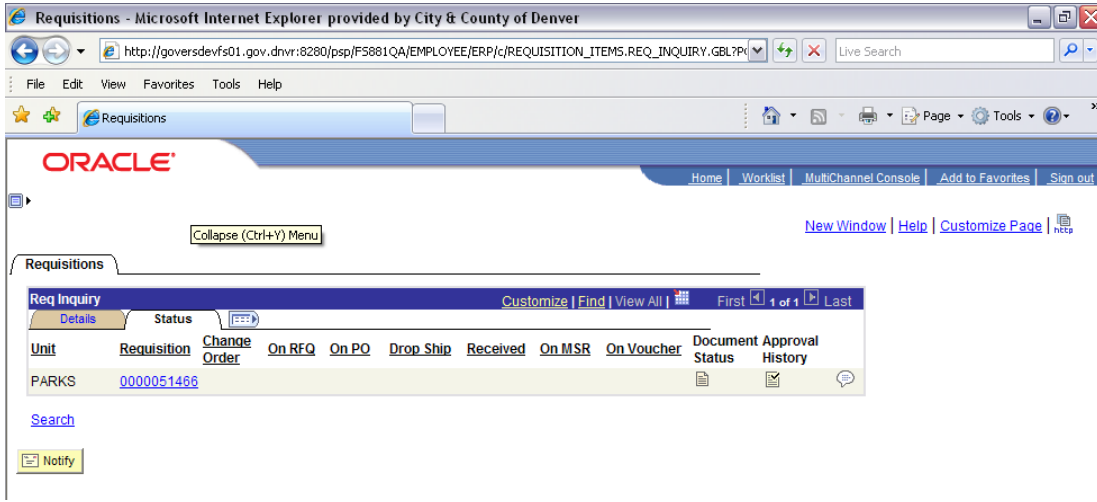 Requisitions - Microsoft Internet Explorer provided by City & County of Denver
http://goversdevfs01.gov.dnvr:8280/psp/FS881QA/EMPLOYEE/ERP/c/REQUISITION_ITEMS.REQ_INQUIRY.GBL?P
Live Search
File Edit View Favorites Tools Help
Requisitions
Page Tools
ORACLE
Home | Worklist | MultiChannel Console | Add to Favorites | Sign out
New Window | Help | Customize Page | http
Collapse (Ctrl+Y) Menu
Requisitions
Req Inquiry Customize | Find | View All | First 1 of 1 Last
Details Status
Unit Requisition Change Order On RFQ On PO Drop Ship Received On MSR On Voucher Document Status Approval History
PARKS 0000051466
Search
Notify